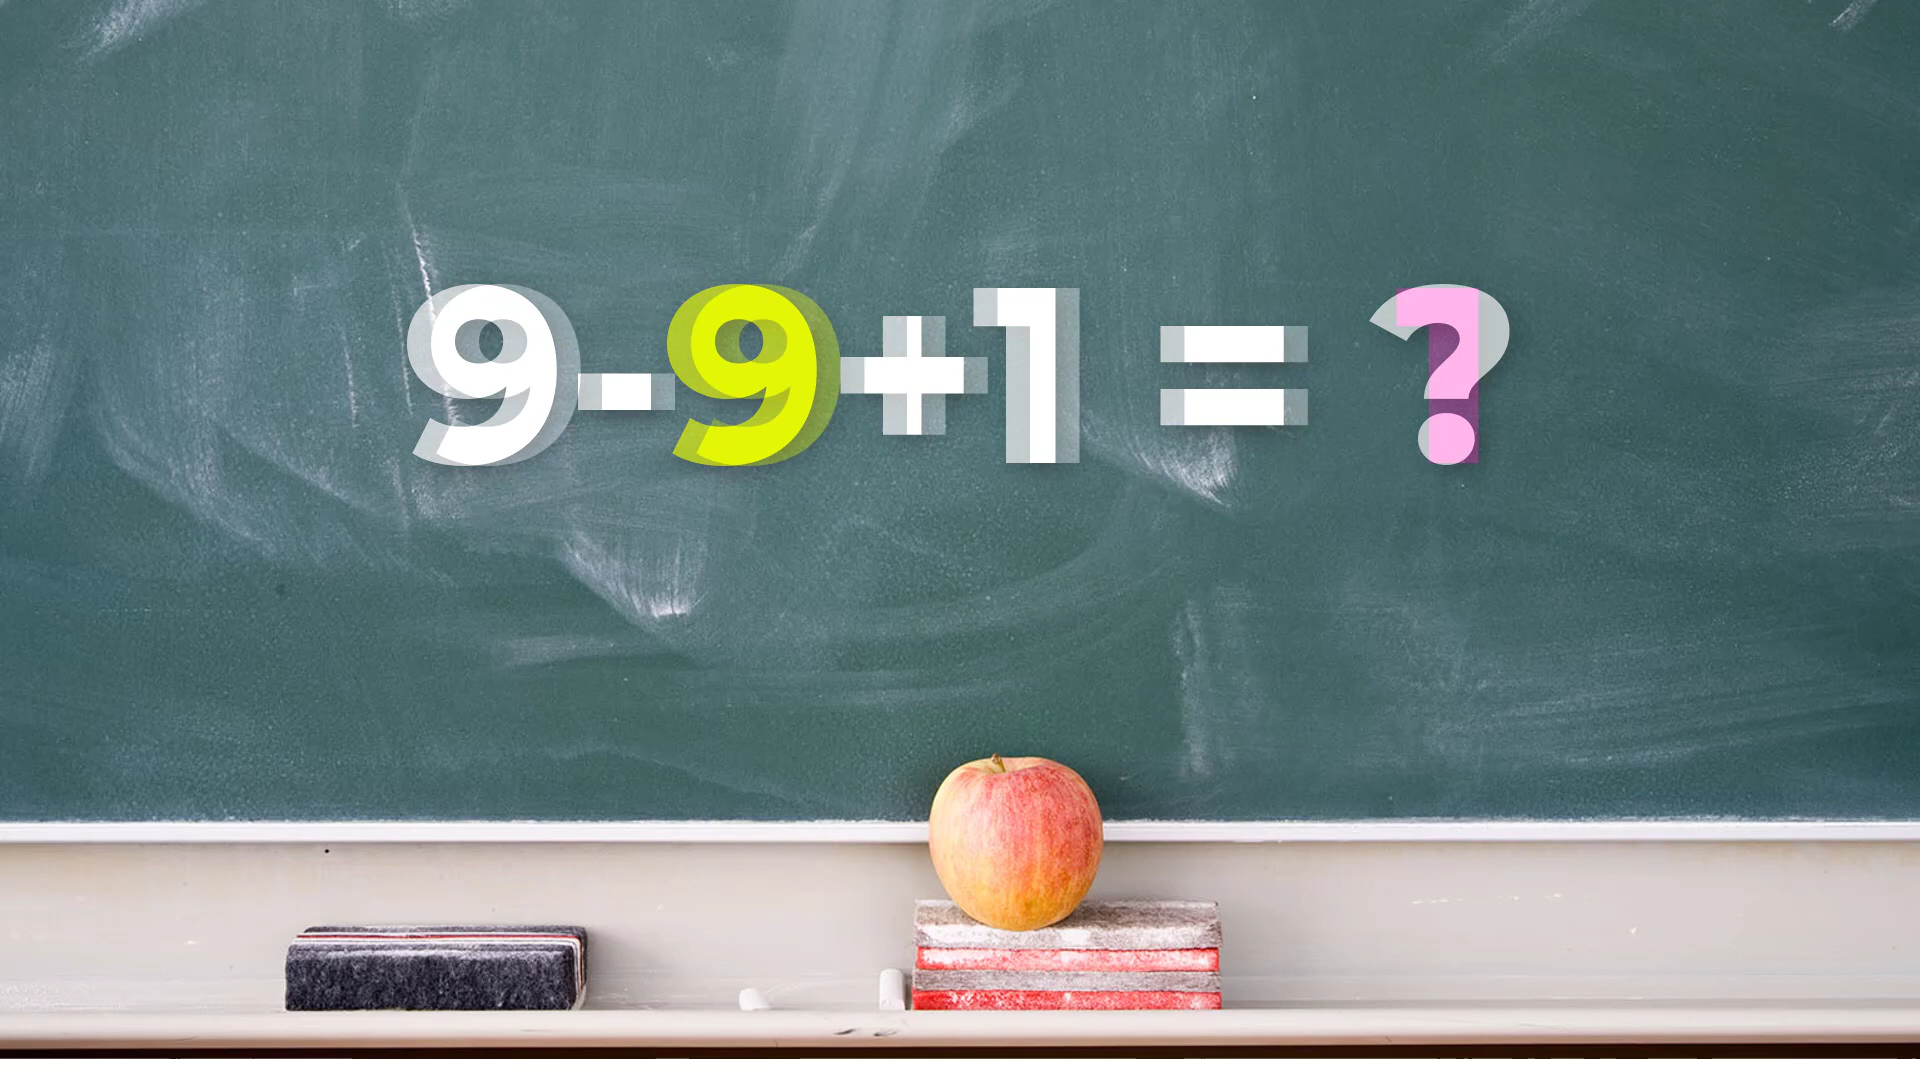 9-9+1 = ?